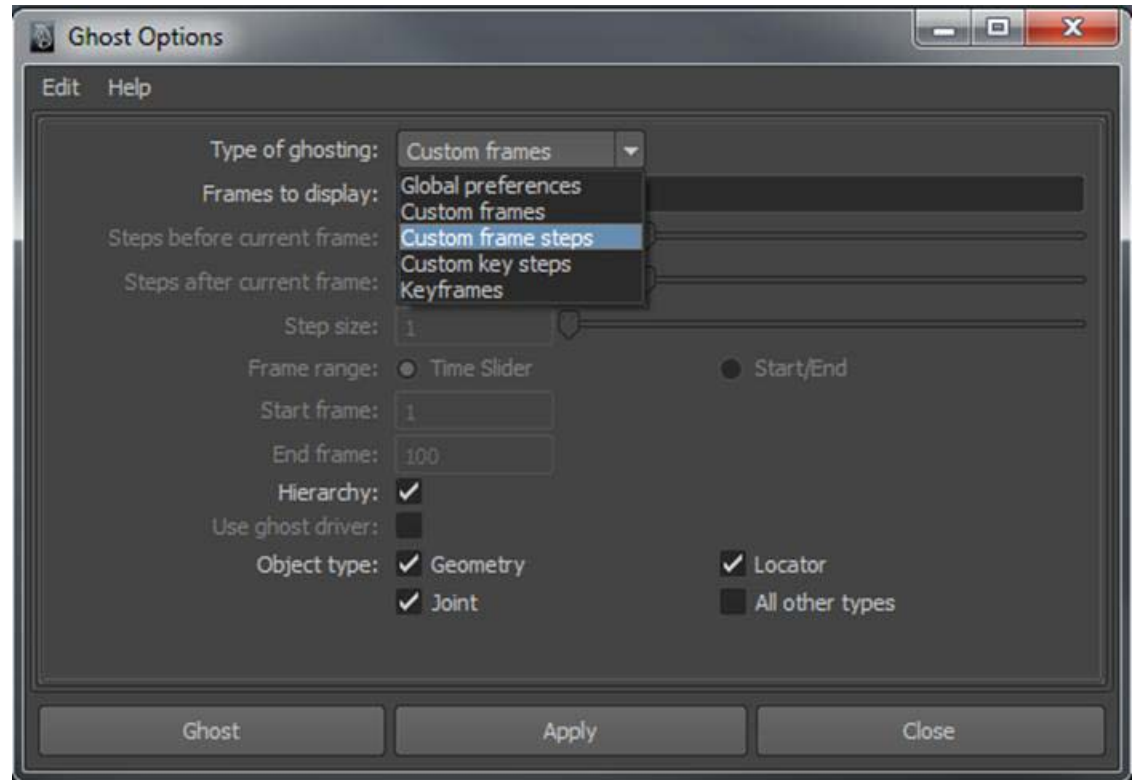 Ghost Options
Edit Help
Type of ghosting: Custom frames
Frames to display:
Global preferences
Custom frames
Custom frame steps
Custom key steps
Keyframes
Steps before current frame:
Steps after current frame:
Step size: 1
Frame range: Time Slider Start/End
Start frame: 1
End frame: 100
Hierarchy:
Use ghost driver:
Object type: Geometry Locator
Joint All other types
Ghost Apply Close